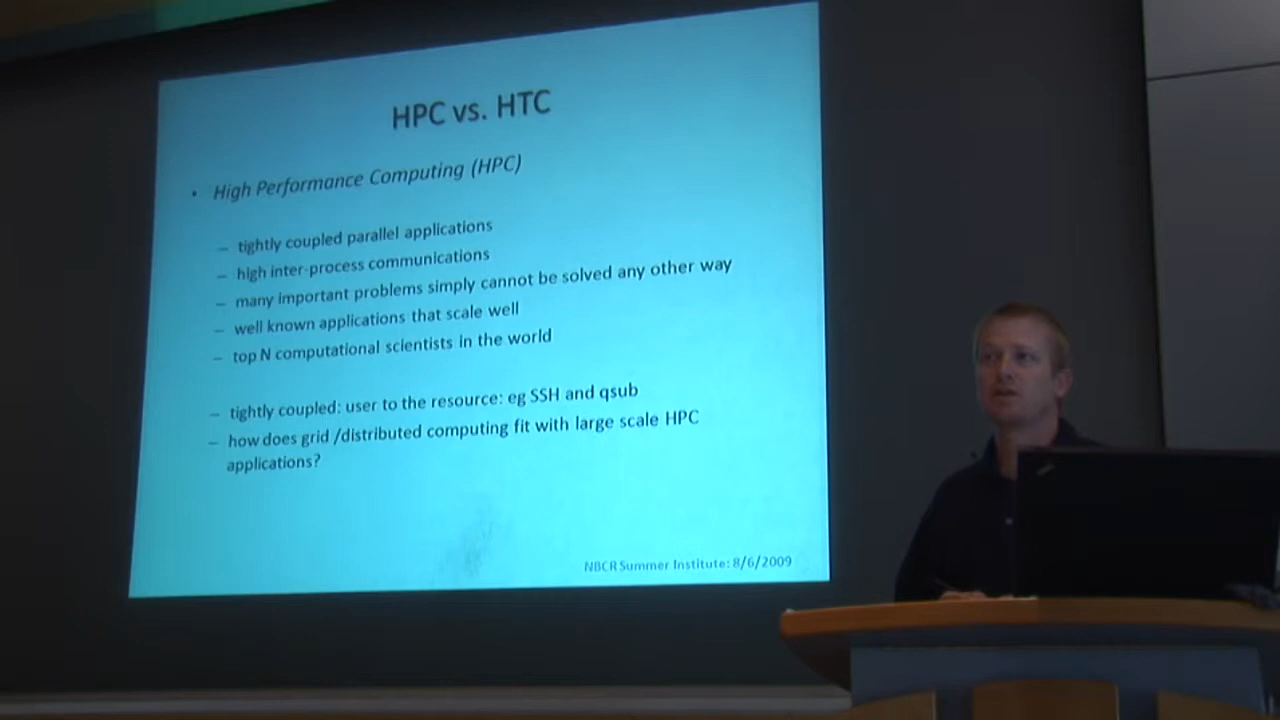 HPC vs. HTC
• High Performance Computing (HPC)
– tightly coupled parallel applications
– high inter-process communications
– many important problems simply cannot be solved any other way
– well known applications that scale well
– top N computational scientists in the world
– tightly coupled: user to the resource: eg SSH and qsub
– how does grid /distributed computing fit with large scale HPC
applications?
NBCR Summer Institute: 8/6/2009